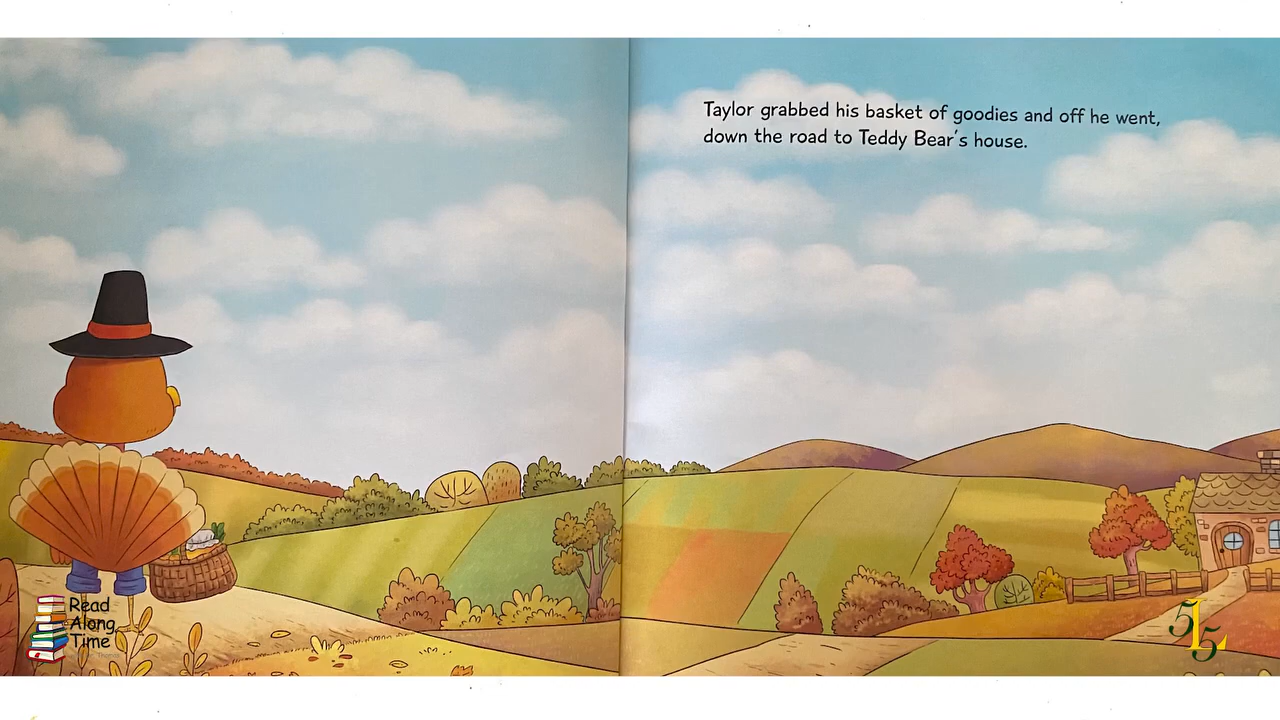 Taylor grabbed his basket of goodies and off he went,
down the road to Teddy Bear's house.
Read
Along
Time
5L5